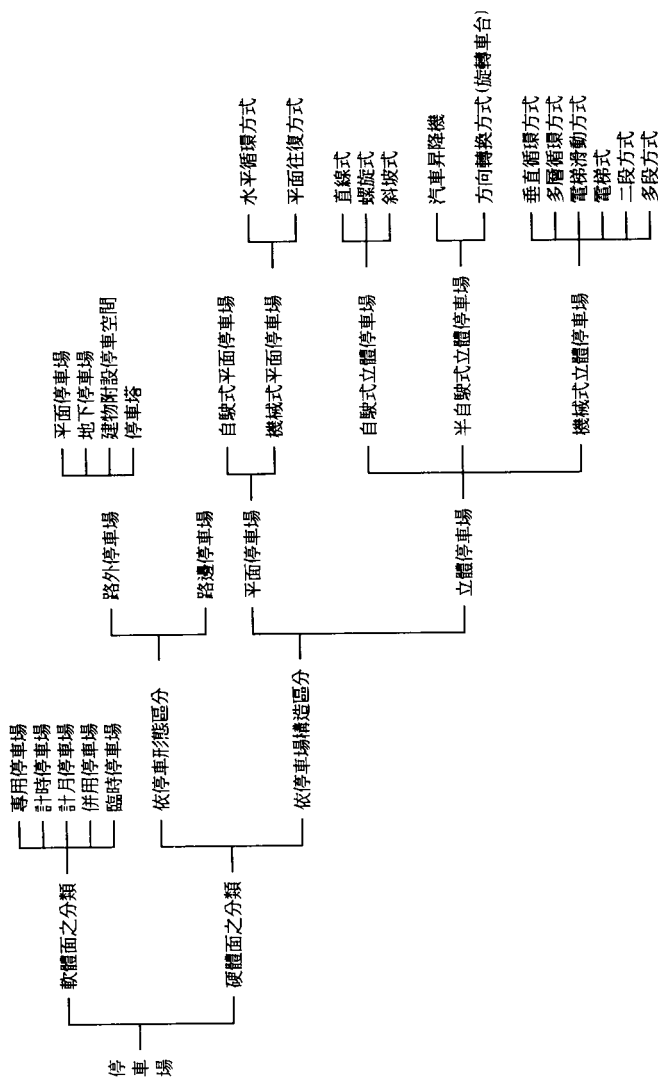 停車場
軟體面之分類
專用停車場
計時停車場
計月停車場
併用停車場
臨時停車場
硬體面之分類
依停車形態區分
路外停車場
平面停車場
地下停車場
建物附設停車空間
停車塔
路邊停車場
依停車場構造區分
平面停車場
自駛式平面停車場
機械式平面停車場
水平循環方式
平面往復方式
立體停車場
自駛式立體停車場
直線式
螺旋式
斜坡式
半自駛式立體停車場
汽車昇降機
方向轉換方式(旋轉車台)
機械式立體停車場
垂直循環方式
多層循環方式
電梯滑動方式
電梯式
二段方式
多段方式